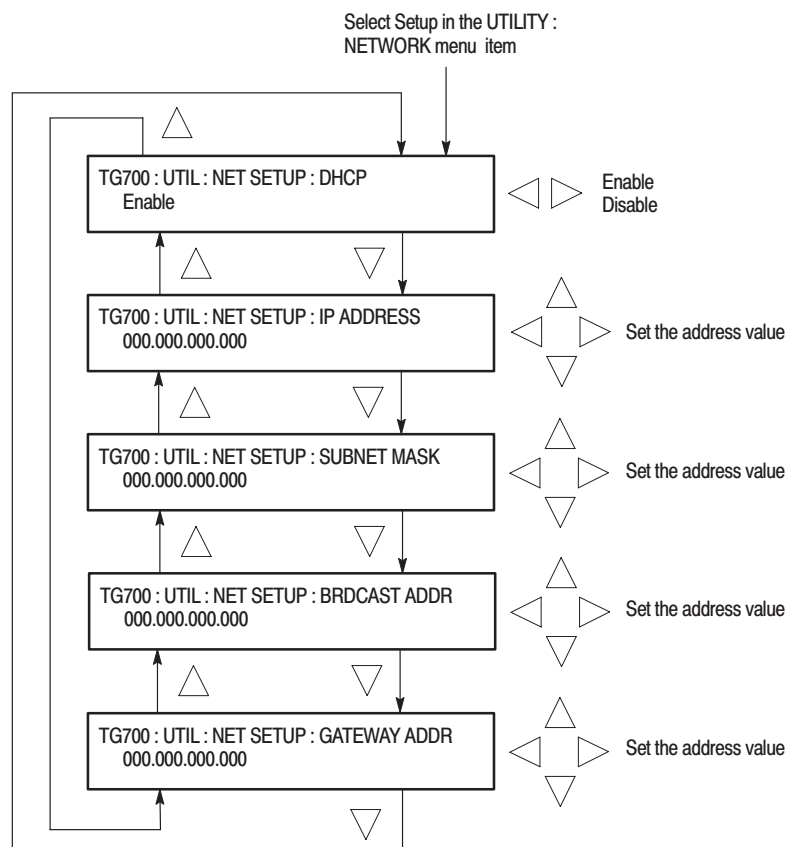 Select Setup in the UTILITY :
NETWORK menu item
TG700 : UTIL : NET SETUP : DHCP
Enable
Enable
Disable
TG700 : UTIL : NET SETUP : IP ADDRESS
000.000.000.000
Set the address value
TG700 : UTIL : NET SETUP : SUBNET MASK
000.000.000.000
Set the address value
TG700 : UTIL : NET SETUP : BRDCAST ADDR
000.000.000.000
Set the address value
TG700 : UTIL : NET SETUP : GATEWAY ADDR
000.000.000.000
Set the address value